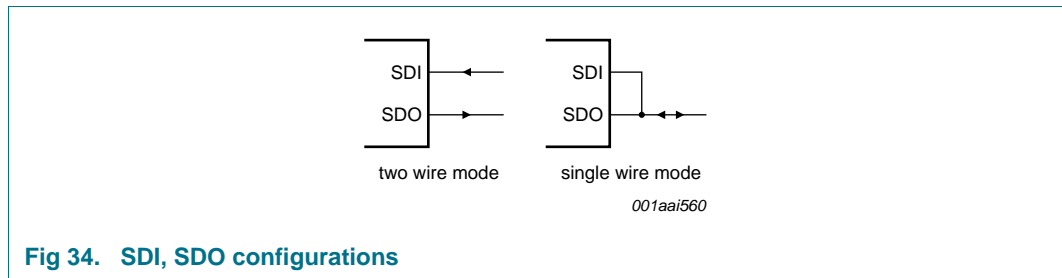 SDI
SDO
two wire mode
SDI
SDO
single wire mode
001aai560
Fig 34. SDI, SDO configurations